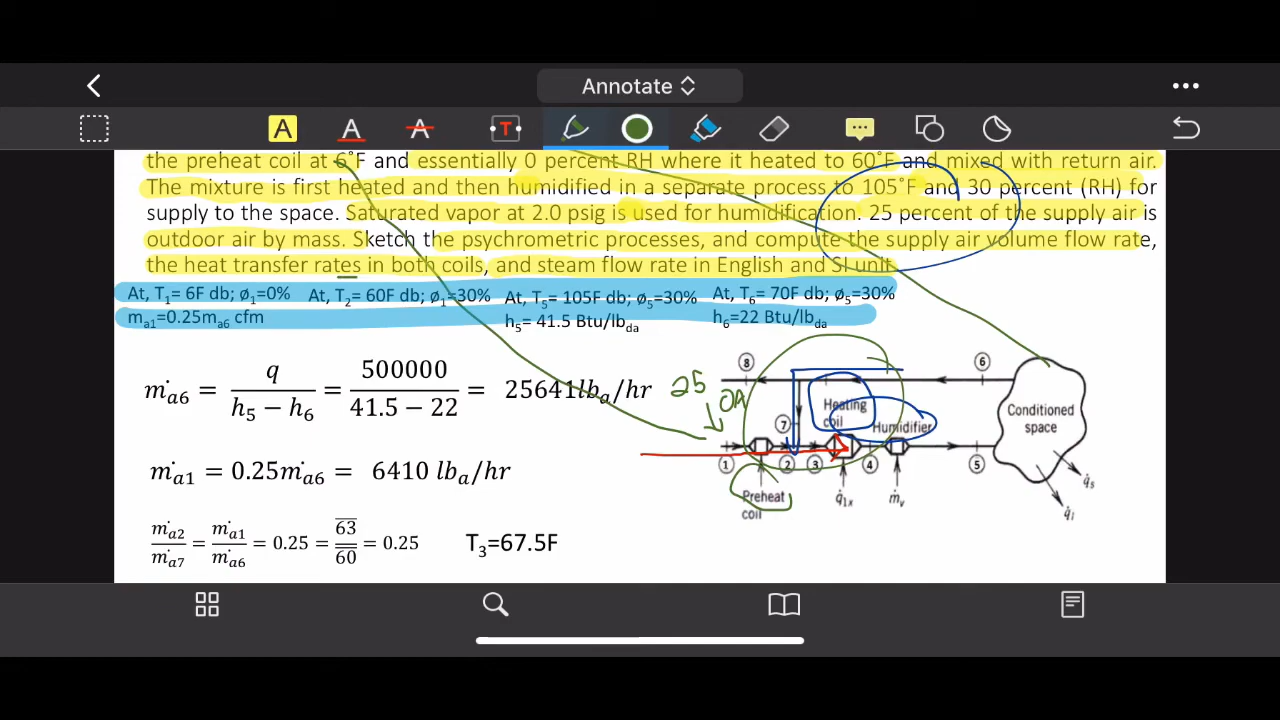 Annotate
A A A T
the preheat coil at 6˚F and essentially 0 percent RH where it heated to 60˚F and mixed with return air.
The mixture is first heated and then humidified in a separate process to 105˚F and 30 percent (RH) for
supply to the space. Saturated vapor at 2.0 psig is used for humidification. 25 percent of the supply air is
outdoor air by mass. Sketch the psychrometric processes, and compute the supply air volume flow rate,
the heat transfer rates in both coils, and steam flow rate in English and SI unit
At, T1= 6F db; ø1=0% At, T2= 60F db; ø1=30% At, T5= 105F db; ø5=30% At, T6= 70F db; ø5=30%
ma1=0.25ma6 cfm h5= 41.5 Btu/lbda h6=22 Btu/lbda
ṁa6 = q / (h5 − h6) = 500000 / (41.5 − 22) = 25641lba/hr
ṁa1 = 0.25ṁa6 = 6410 lba/hr
ṁa2/ṁa7 = ṁa1/ṁa6 = 0.25 = 63/60 = 0.25 T3=67.5F
25
OA
8 6
Heating
coil
7 Humidifier
Conditioned
space
1 2 3 4 5
Preheat
coil
q̇1x ṁv q̇s
q̇l